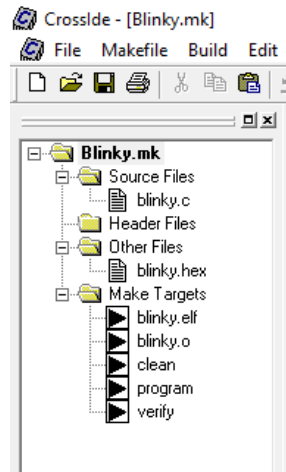 CrossIde - [Blinky.mk]
File Makefile Build Edit
Blinky.mk
Source Files
blinky.c
Header Files
Other Files
blinky.hex
Make Targets
blinky.elf
blinky.o
clean
program
verify